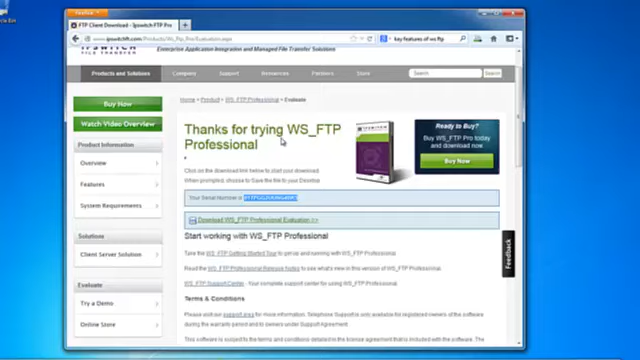 Firefox
FTP Client Download - Ipswitch FTP Pro
key features of ws ftp
IPSWITCH
FILE TRANSFER
Enterprise Application Integration and Managed File Transfer Solutions
Products and Solutions
Company
Support
Resources
Partners
Store
Search
Search
Buy Now
Watch Video Overview
Product Information
Overview
Features
System Requirements
Solutions
Client Server Solution
Evaluate
Try a Demo
Online Store
Home > Product > WS_FTP Professional > Evaluate
Thanks for trying WS_FTP
Professional
Click on the download link below to start your download.
When prompted, choose to Save the file to your Desktop
Your Serial Number is
Download WS_FTP Professional Evaluation >>
Start working with WS_FTP Professional
Take the WS_FTP Getting Started Tour to get up and running with WS_FTP Professional.
Read the WS_FTP Professional Release Notes to see what's new in this version of WS_FTP Professional.
WS_FTP Support Center - Your complete support center for using WS_FTP Professional.
Terms & Conditions
Please visit our support area for more information. Telephone Support is only available for registered owners of the software
during the warranty period and to owners under Support Agreement.
This software is subject to the terms and conditions detailed in the license agreement that is included with the software. The
Ready to Buy?
Buy WS_FTP Pro today
and download now
Buy Now
Feedback